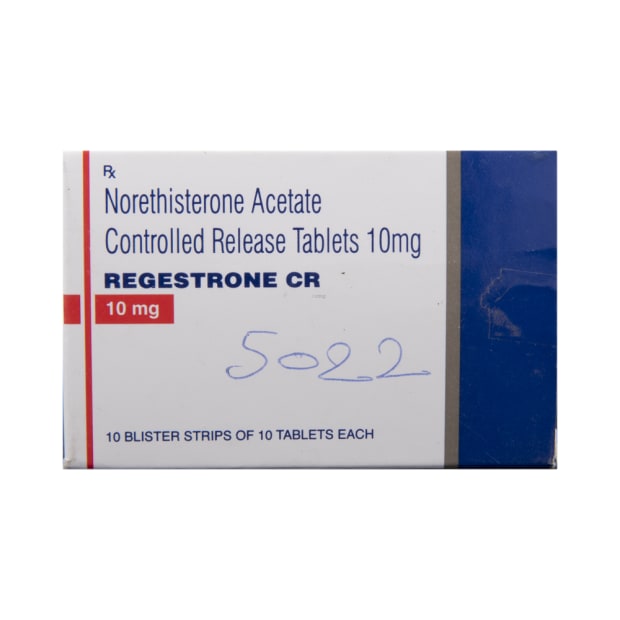 Rx
Norethisterone Acetate
Controlled Release Tablets 10mg
REGESTRONE CR
10 mg
5022
10 BLISTER STRIPS OF 10 TABLETS EACH